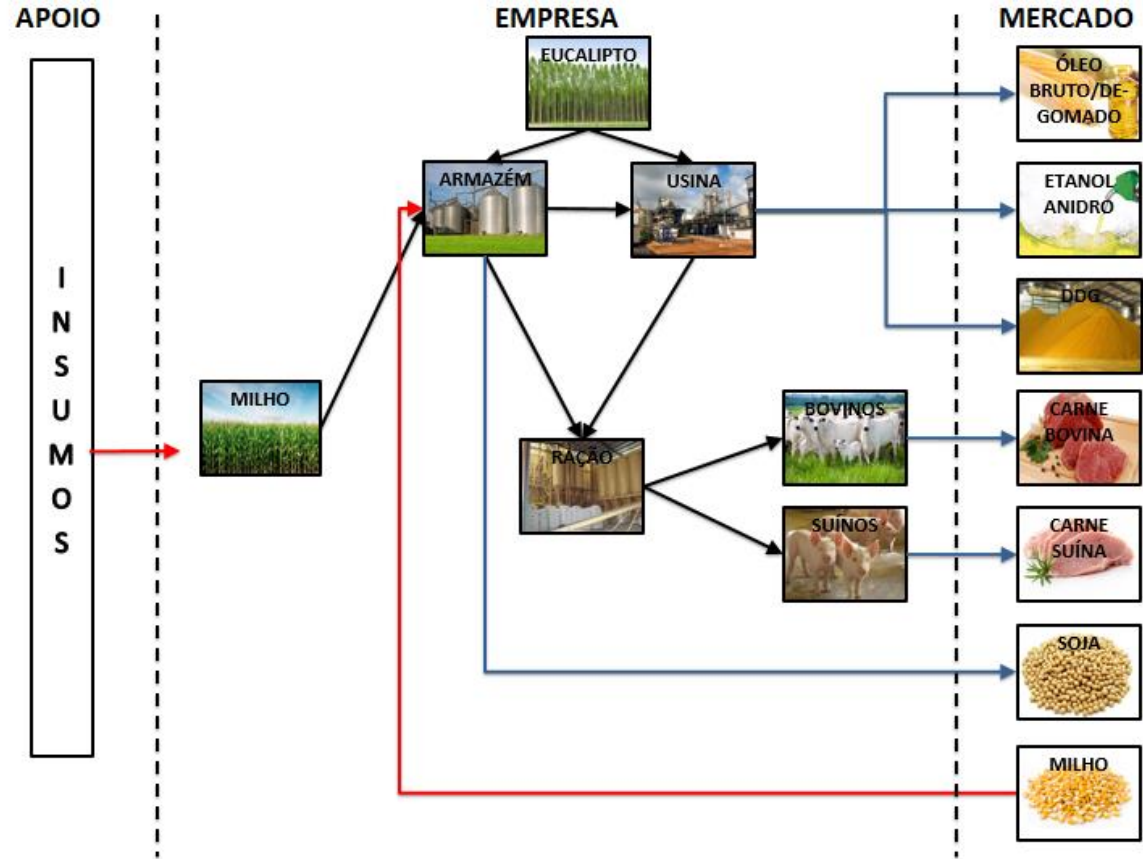 APOIO
EMPRESA
MERCADO
INSUMOS
EUCALIPTO
ARMAZÉM
USINA
MILHO
RAÇÃO
BOVINOS
SUÍNOS
ÓLEO
BRUTO/DE-
GOMADO
ETANOL
ANIDRO
DDG
CARNE
BOVINA
CARNE
SUÍNA
SOJA
MILHO